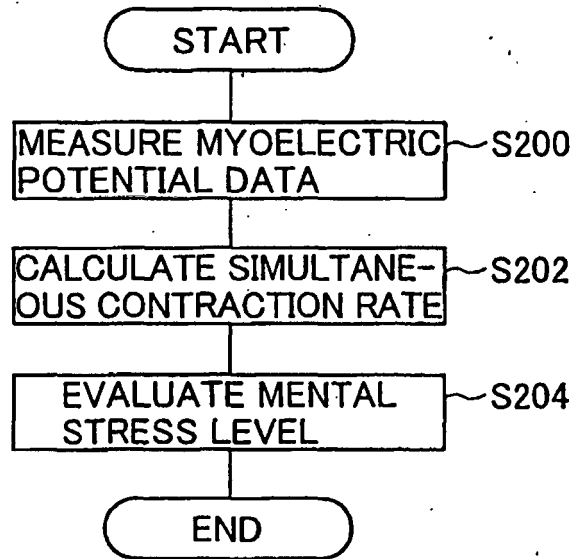 START
MEASURE MYOELECTRIC S200
POTENTIAL DATA
CALCULATE SIMULTANE- S202
OUS CONTRACTION RATE
EVALUATE MENTAL S204
STRESS LEVEL
END